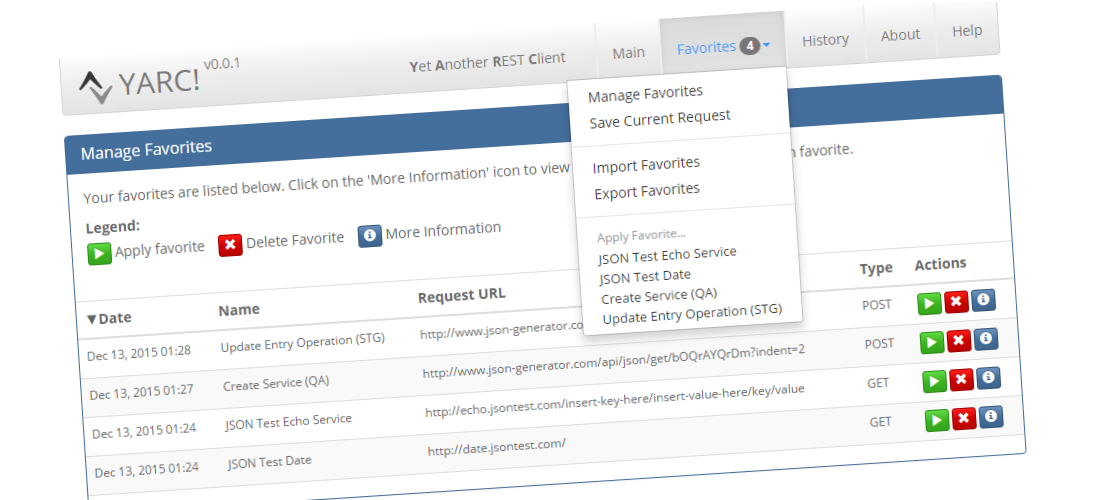 YARC! v0.0.1
Yet Another REST Client
Main
Favorites 4
History
About
Help
Manage Favorites
Save Current Request
Import Favorites
Export Favorites
Apply Favorite...
JSON Test Echo Service
JSON Test Date
Create Service (QA)
Update Entry Operation (STG)
Manage Favorites
Your favorites are listed below. Click on the 'More Information' icon to view favorite.
Legend:
Apply favorite Delete Favorite More Information
▼Date Name Request URL Type Actions
Dec 13, 2015 01:28 Update Entry Operation (STG) http://www.json-generator.co POST
Dec 13, 2015 01:27 Create Service (QA) http://www.json-generator.com/api/json/get/bOQrAYQrDm?indent=2 POST
Dec 13, 2015 01:24 JSON Test Echo Service http://echo.jsontest.com/insert-key-here/insert-value-here/key/value GET
Dec 13, 2015 01:24 JSON Test Date http://date.jsontest.com/ GET